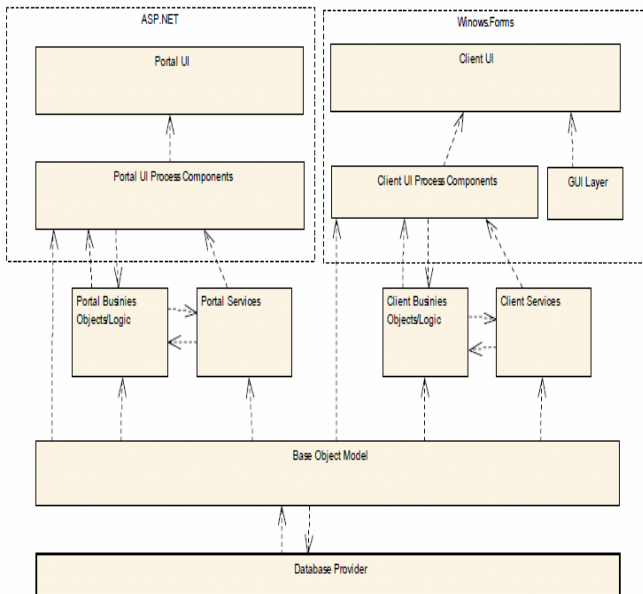 ASP.NET
Winows.Forms
Portal UI
Client UI
Portal UI Process Components
Client UI Process Components
GUI Layer
Portal Businies
Objects/Logic
Portal Services
Client Businies
Objects/Logic
Client Services
Base Object Model
Database Provider